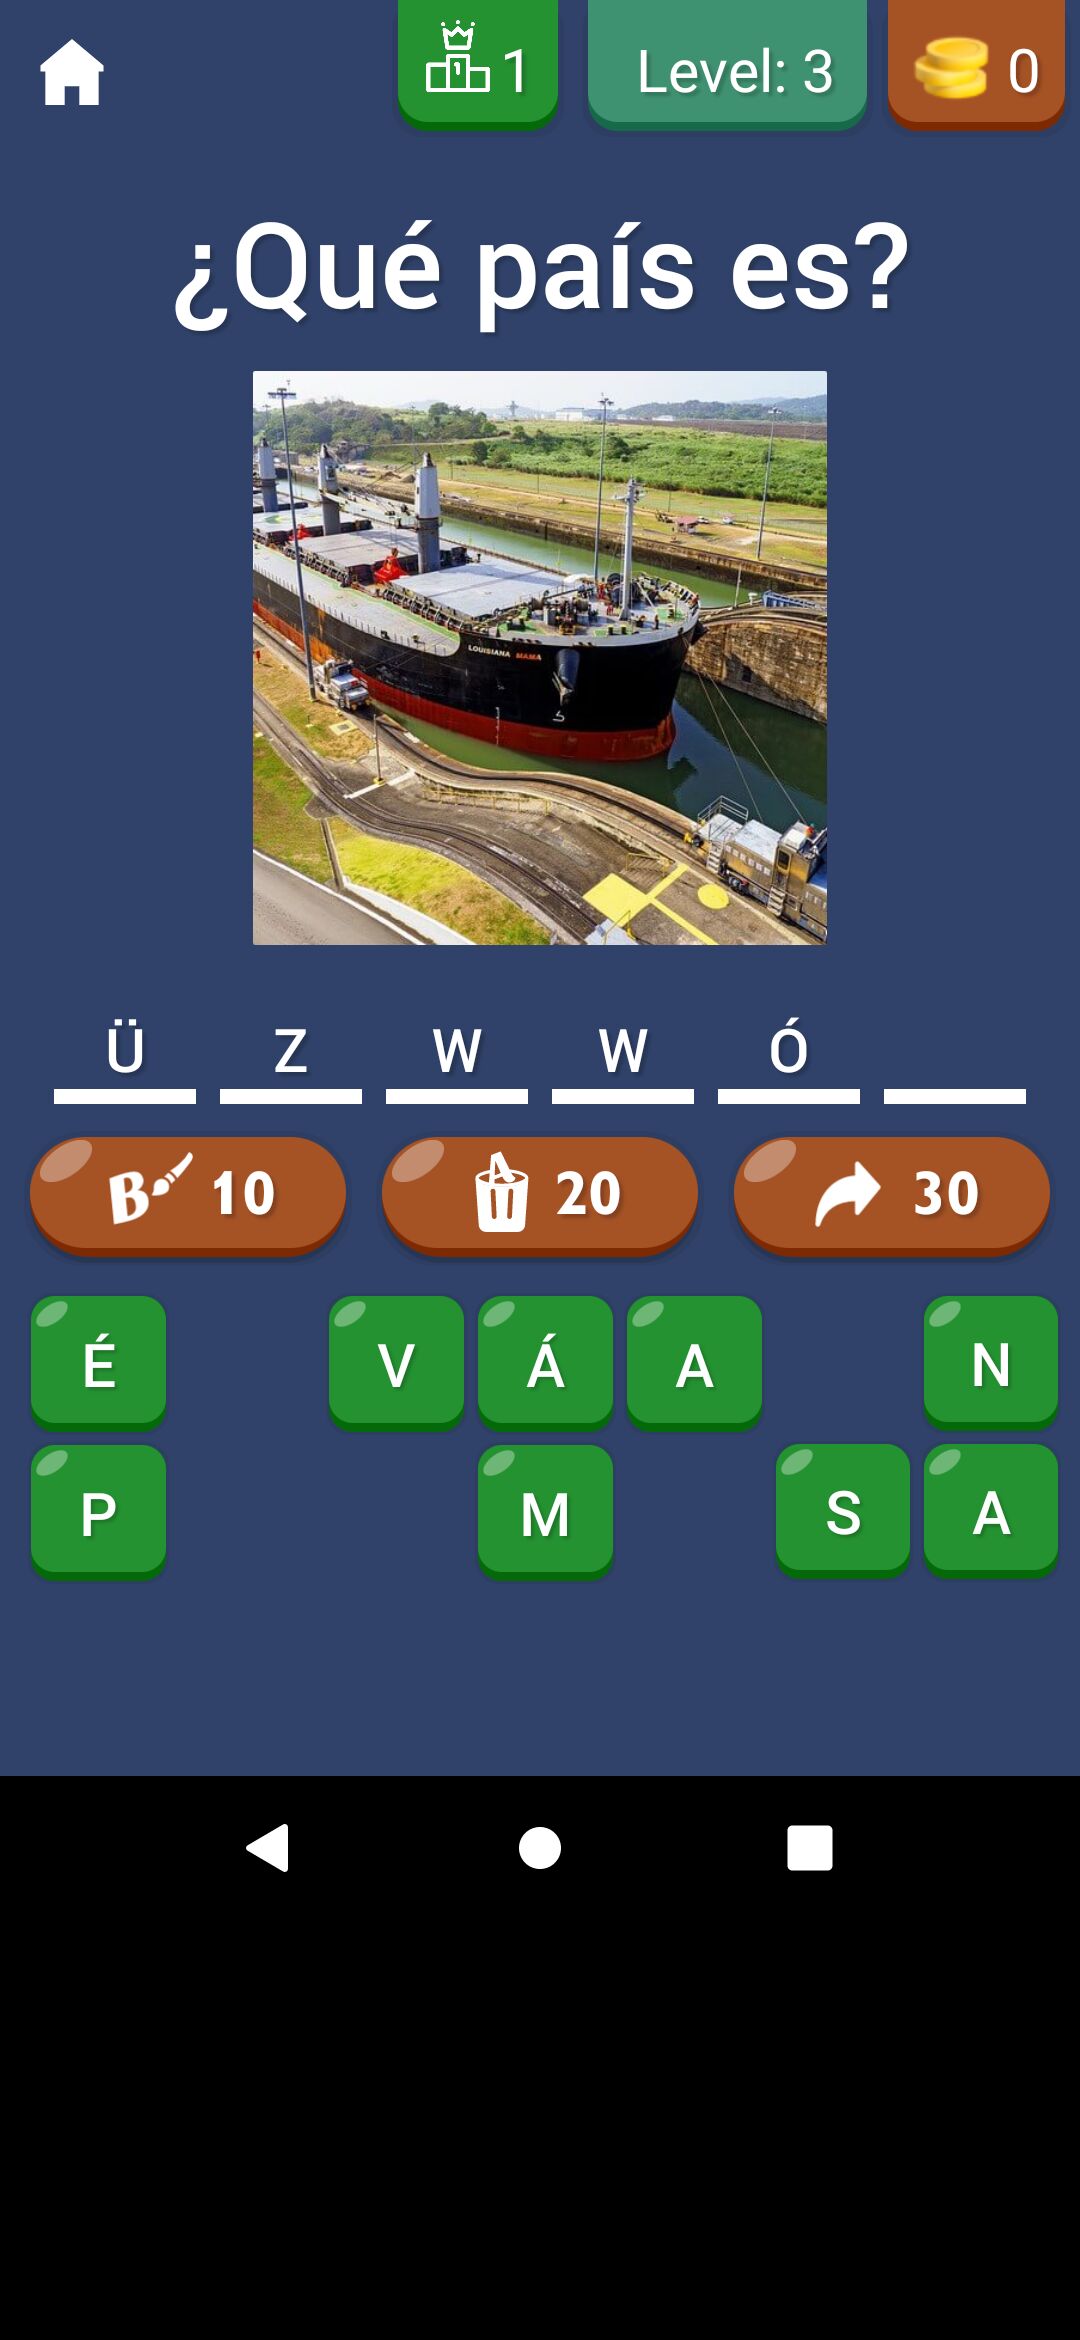 1 Level: 3 0
¿Qué país es?
LOUISIANA MAMA
Ü Z W W Ó
B 10 20 30
É V Á A N
P M S A